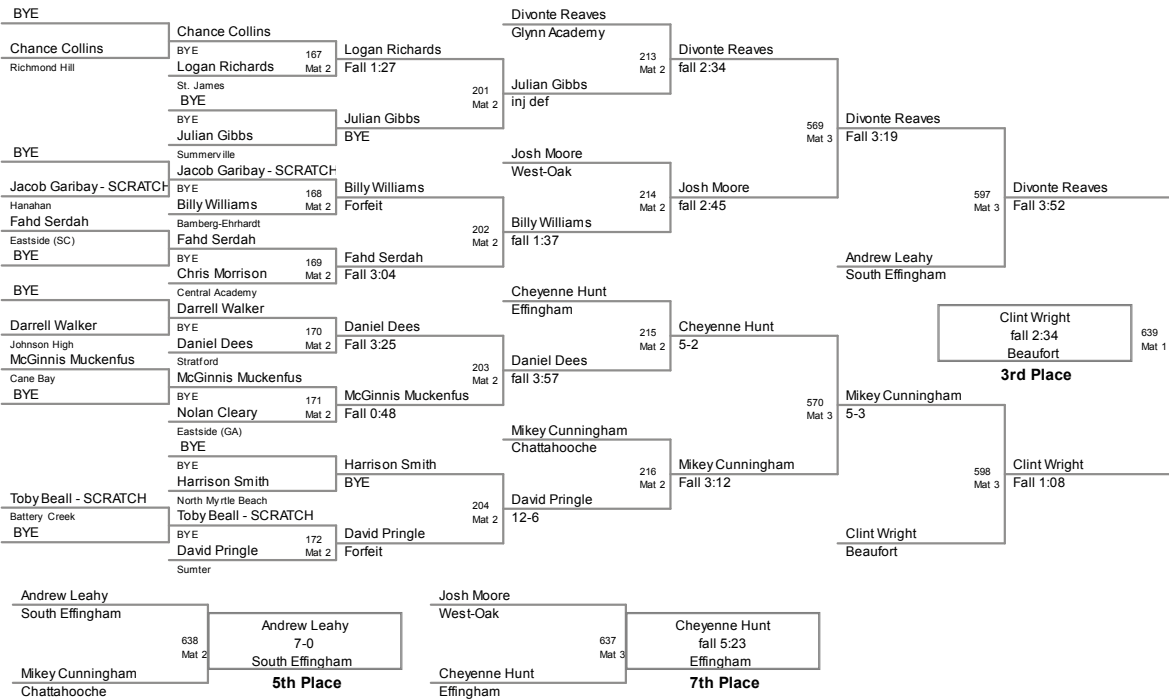 BYE
Chance Collins
Richmond Hill
BYE
Jacob Garibay - SCRATCH
Hanahan
Fahd Serdah
Eastside (SC)
BYE
BYE
Darrell Walker
Johnson High
McGinnis Muckenfus
Cane Bay
BYE
Toby Beall - SCRATCH
Battery Creek
BYE
Chance Collins
BYE
167
Logan Richards
Mat 2
St. James
BYE
BYE
Julian Gibbs
Summerville
Jacob Garibay - SCRATCH
BYE
168
Billy Williams
Mat 2
Bamberg-Ehrhardt
Fahd Serdah
BYE
169
Chris Morrison
Mat 2
Central Academy
Darrell Walker
BYE
170
Daniel Dees
Mat 2
Stratford
McGinnis Muckenfus
BYE
171
Nolan Cleary
Mat 2
Eastside (GA)
BYE
BYE
Harrison Smith
North Myrtle Beach
Toby Beall - SCRATCH
BYE
172
David Pringle
Mat 2
Sumter
Logan Richards
Fall 1:27
201
Mat 2
Julian Gibbs
BYE
Billy Williams
Forfeit
202
Mat 2
Fahd Serdah
Fall 3:04
Daniel Dees
Fall 3:25
203
Mat 2
McGinnis Muckenfus
Fall 0:48
Harrison Smith
BYE
204
Mat 2
David Pringle
Forfeit
Divonte Reaves
Glynn Academy
213
Mat 2
Julian Gibbs
inj def
Josh Moore
West-Oak
214
Mat 2
Billy Williams
fall 1:37
Cheyenne Hunt
Effingham
215
Mat 2
Daniel Dees
fall 3:57
Mikey Cunningham
Chattahooche
216
Mat 2
David Pringle
12-6
Divonte Reaves
fall 2:34
569
Mat 3
Josh Moore
fall 2:45
Cheyenne Hunt
5-2
570
Mat 3
Mikey Cunningham
Fall 3:12
Divonte Reaves
Fall 3:19
597
Mat 3
Andrew Leahy
South Effingham
Mikey Cunningham
5-3
598
Mat 3
Clint Wright
Beaufort
Divonte Reaves
Fall 3:52
Clint Wright
fall 2:34
Beaufort
639
Mat 1
3rd Place
Clint Wright
Fall 1:08
Andrew Leahy
South Effingham
638
Mat 2
Mikey Cunningham
Chattahooche
Andrew Leahy
7-0
South Effingham
5th Place
Josh Moore
West-Oak
637
Mat 3
Cheyenne Hunt
Effingham
Cheyenne Hunt
fall 5:23
Effingham
7th Place